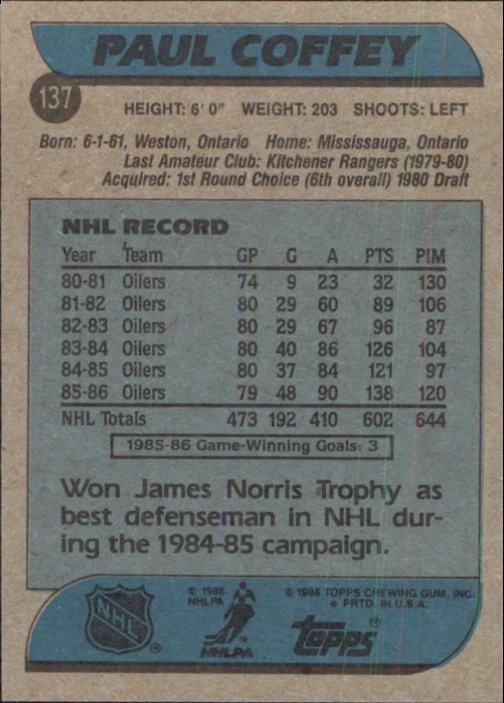 PAUL COFFEY
137
HEIGHT: 6' 0" WEIGHT: 203 SHOOTS: LEFT
Born: 6-1-61, Weston, Ontario Home: Mississauga, Ontario
Last Amateur Club: Kitchener Rangers (1979-80)
Acquired: 1st Round Choice (6th overall) 1980 Draft
NHL RECORD
Year Team GP G A PTS PIM
80-81 Oilers 74 9 23 32 130
81-82 Oilers 80 29 60 89 106
82-83 Oilers 80 29 67 96 87
83-84 Oilers 80 40 86 126 104
84-85 Oilers 80 37 84 121 97
85-86 Oilers 79 48 90 138 120
NHL Totals 473 192 410 602 644
1985-86 Game-Winning Goals: 3
Won James Norris Trophy as
best defenseman in NHL dur-
ing the 1984-85 campaign.
NHL ®
© 1986
NHLPA
NHLPA
TM
© 1986 TOPPS CHEWING GUM, INC.
* PRTD. IN U.S.A.
topps ®